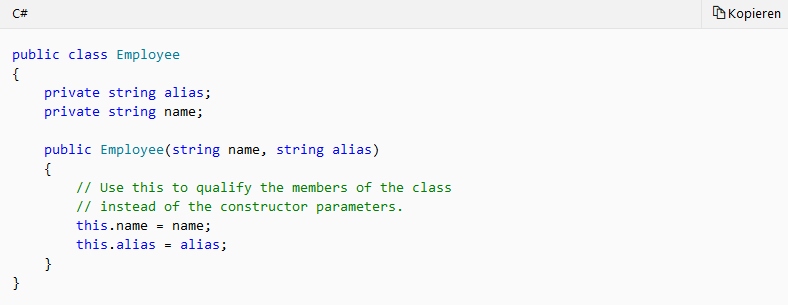 C#
Kopieren
public class Employee
{
    private string alias;
    private string name;

    public Employee(string name, string alias)
    {
        // Use this to qualify the members of the class
        // instead of the constructor parameters.
        this.name = name;
        this.alias = alias;
    }
}